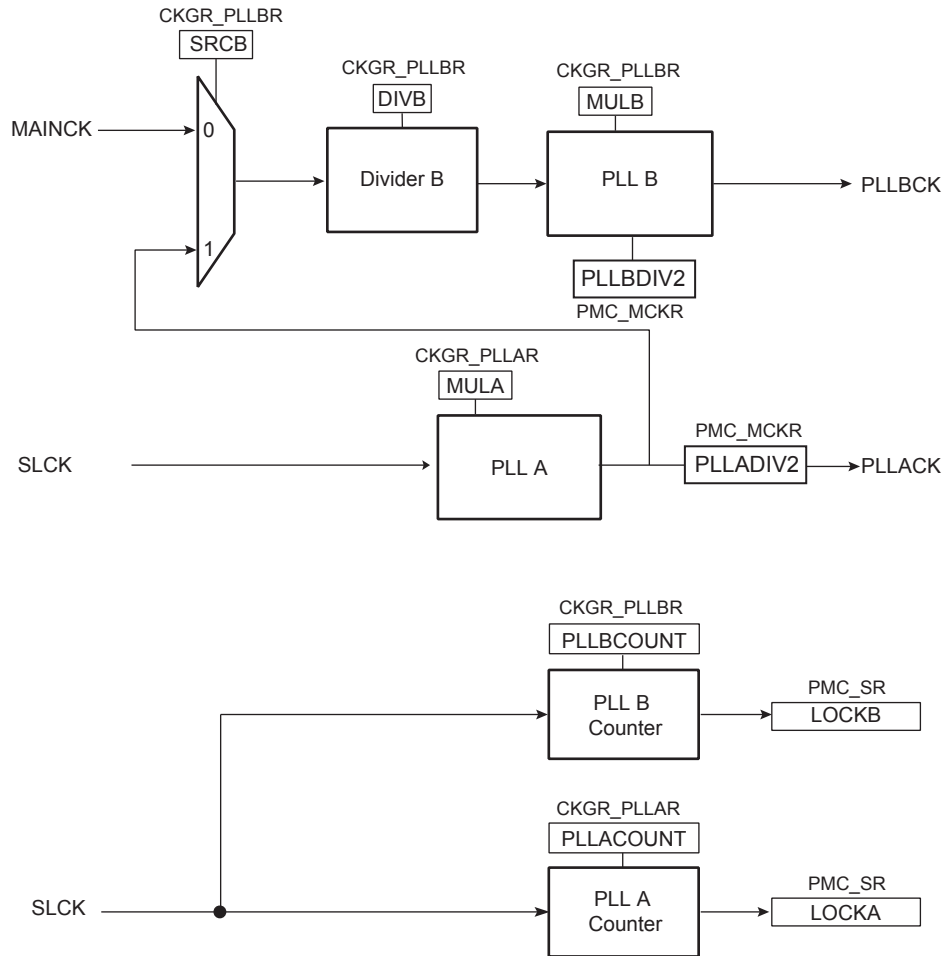 CKGR_PLLBR
SRCB
CKGR_PLLBR
DIVB
CKGR_PLLBR
MULB
MAINCK
0
Divider B
PLL B
PLLBCK
1
PLLBDIV2
PMC_MCKR
CKGR_PLLAR
MULA
PMC_MCKR
SLCK
PLL A
PLLADIV2
PLLACK
CKGR_PLLBR
PLLBCOUNT
PLL B
Counter
PMC_SR
LOCKB
CKGR_PLLAR
PLLACOUNT
SLCK
PLL A
Counter
PMC_SR
LOCKA